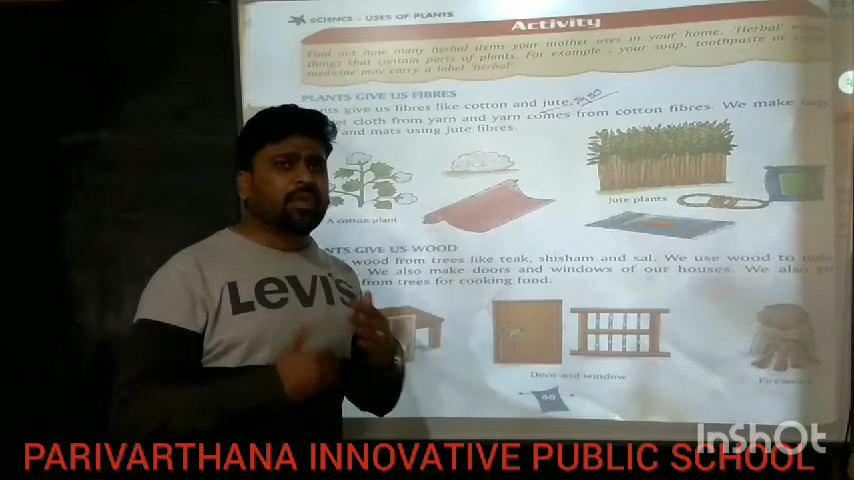 SCIENCE - USES OF PLANTS
Activity
Find out how many herbal items your mother uses in your home. 'Herbal'
things that contain parts of plants. For example : your soap, toothpaste or
medicine may carry a label 'herbal'.
PLANTS GIVE US FIBRES
give us fibres like cotton and jute.
cloth from yarn and yarn comes from cotton fibres. We make
and mats using jute fibres.
A cotton plant
Jute plants
GIVE US WOOD
wood from trees like teak, shisham and sal. We use wood to
We also make doors and windows of our houses. We also
from trees for cooking food.
Door and window
Firewood
68
LEVI'S
InShOt
PARIVARTHANA INNOVATIVE PUBLIC SCHOOL